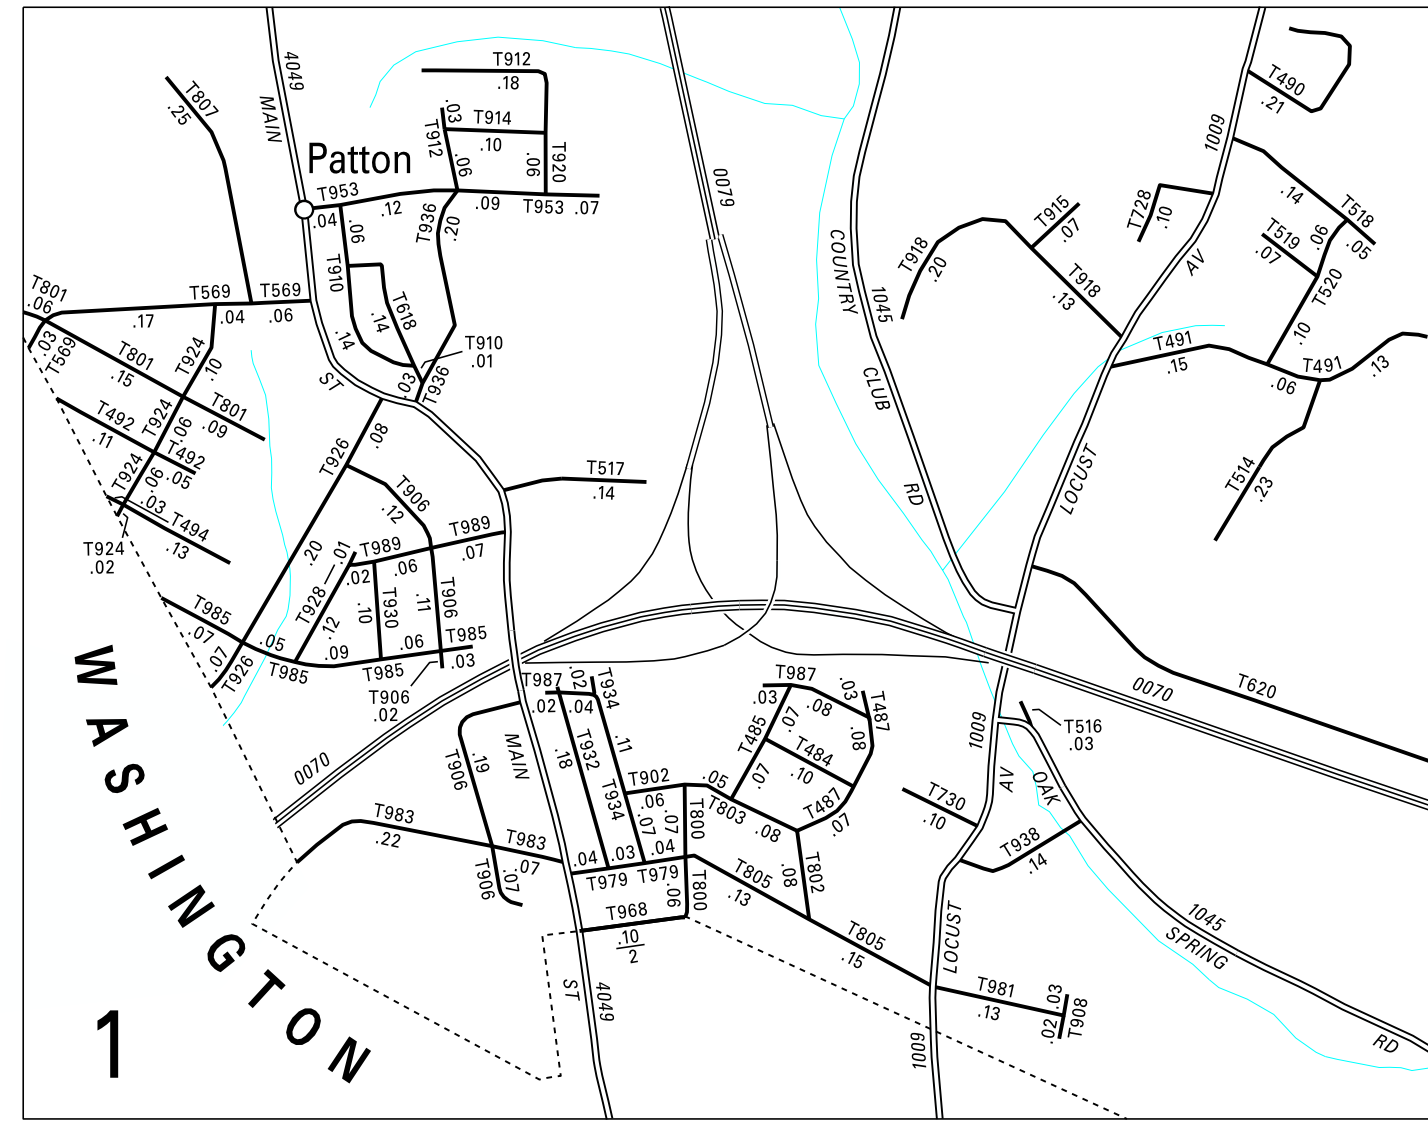 4049
MAIN
T807
.25
T912
.18
.03
T912
.06
T914
.10
.06
T920
Patton
T953
.04
.12
.09
T953
.07
T936
.20
.06
T910
.14
T618
.14
T910
.01
.03
T936
ST
0079
COUNTRY
1045
CLUB
RD
T918
.20
T915
.07
T918
.13
T728
.10
1009
AV
T490
.21
.14
T518
.05
T519
.07
.06
T520
.10
T491
.15
.06
T491
.13
T514
.23
LOCUST
T801
.06
.03
T569
.17
T569
.04
T569
.06
T924
.10
T801
.15
T801
.09
T924
.06
T492
.11
T492
.05
T924
.06
.03
T494
.13
T924
.02
T926
.08
.20
T906
.12
T517
.14
T989
.07
T989
.06
.02
.01
T928
.12
.10
T930
.11
T906
T985
.07
.05
T985
.09
T985
.06
T985
.03
T906
.02
.07
T926
WASHINGTON
1
0070
T983
.22
T983
.07
T906
.19
T906
.07
MAIN
T987
.02
.04
.02
T934
.11
T932
.18
T934
.07
T902
.06
.07
T800
.05
T803
.08
T987
.03
.08
.03
T487
.08
T485
.07
.07
T484
.10
T487
.07
T802
.08
.04
.03
.04
T979
T979
T800
.06
T968
.10
2
T805
.13
T805
.15
ST
4049
0070
T620
1009
AV
OAK
T516
.03
T730
.10
T938
.14
LOCUST
1009
T981
.13
.03
.02
T908
1045
SPRING
RD